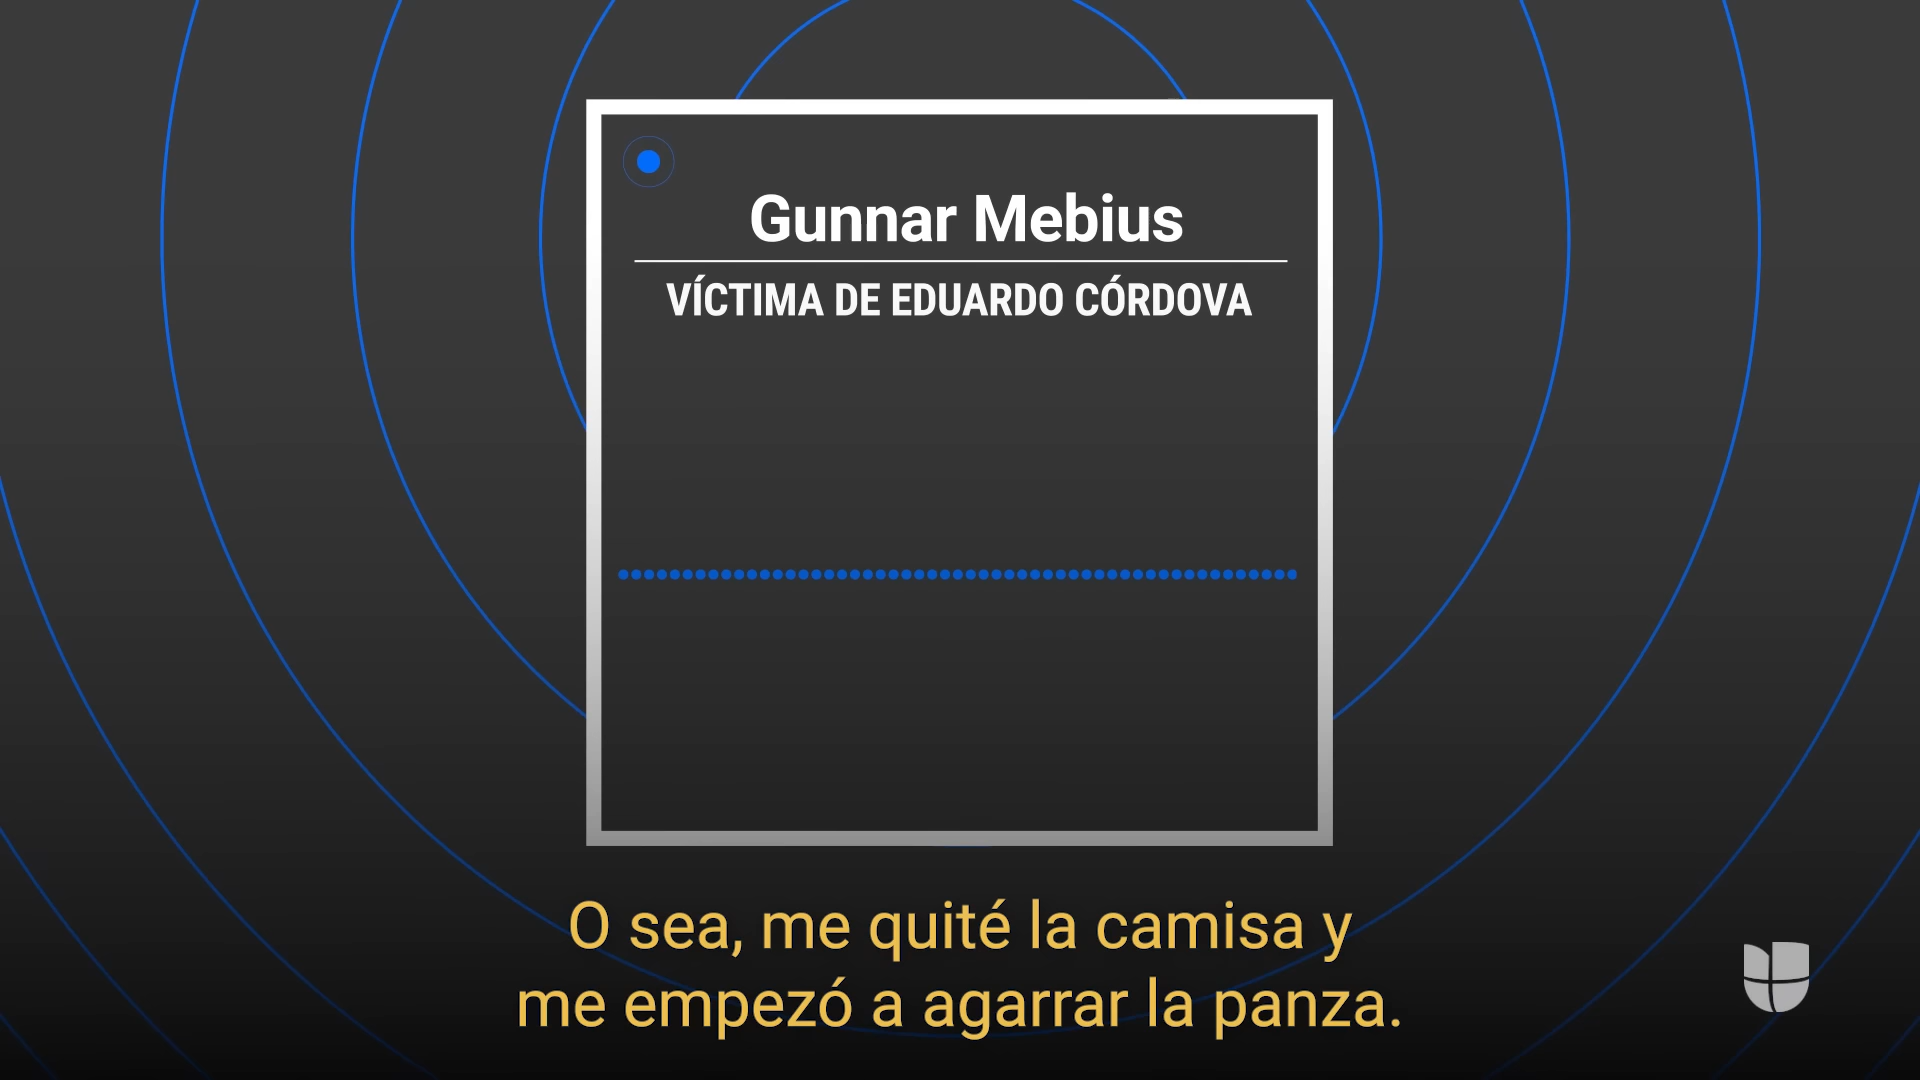 Gunnar Mebius
VÍCTIMA DE EDUARDO CÓRDOVA
O sea, me quité la camisa y
me empezó a agarrar la panza.